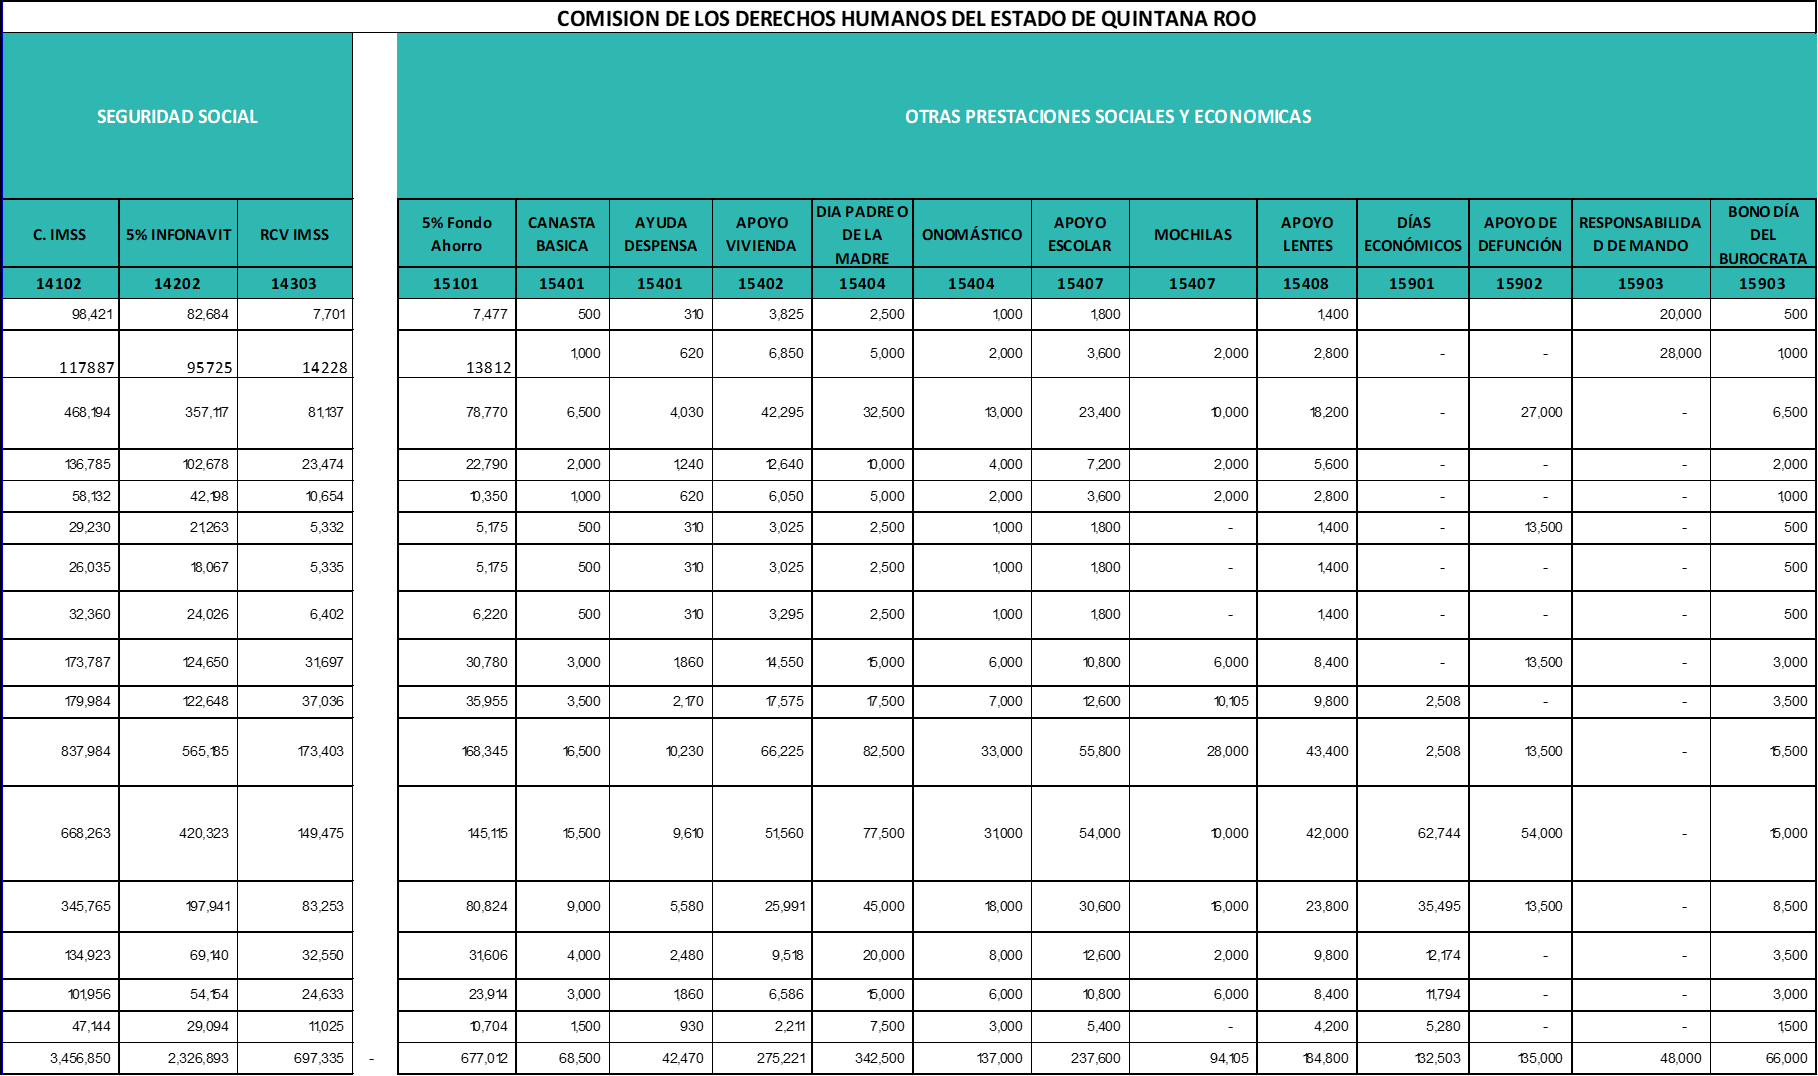 COMISION DE LOS DERECHOS HUMANOS DEL ESTADO DE QUINTANA ROO
SEGURIDAD SOCIAL OTRAS PRESTACIONES SOCIALES Y ECONOMICAS
C. IMSS 5% INFONAVIT RCV IMSS 5% Fondo Ahorro CANASTA BASICA AYUDA DESPENSA APOYO VIVIENDA DIA PADRE O DE LA MADRE ONOMÁSTICO APOYO ESCOLAR MOCHILAS APOYO LENTES DÍAS ECONÓMICOS APOYO DE DEFUNCIÓN RESPONSABILIDA D DE MANDO BONO DÍA DEL BUROCRATA
14102 14202 14303 15101 15401 15401 15402 15404 15404 15407 15407 15408 15901 15902 15903 15903
98,421 82,684 7,701 7,477 500 310 3,825 2,500 1,000 1,800 1,400 20,000 500
117887 95725 14228 13812 1,000 620 6,850 5,000 2,000 3,600 2,000 2,800 - - 28,000 1,000
468,194 357,117 81,137 78,770 6,500 4,030 42,295 32,500 13,000 23,400 10,000 18,200 - 27,000 - 6,500
136,785 102,678 23,474 22,790 2,000 1,240 12,640 10,000 4,000 7,200 2,000 5,600 - - - 2,000
58,132 42,198 10,654 10,350 1,000 620 6,050 5,000 2,000 3,600 2,000 2,800 - - - 1,000
29,230 21,263 5,332 5,175 500 310 3,025 2,500 1,000 1,800 - 1,400 - 13,500 - 500
26,035 18,067 5,335 5,175 500 310 3,025 2,500 1,000 1,800 - 1,400 - - - 500
32,360 24,026 6,402 6,220 500 310 3,295 2,500 1,000 1,800 - 1,400 - - - 500
173,787 124,650 31,697 30,780 3,000 1,860 14,550 15,000 6,000 10,800 6,000 8,400 - 13,500 - 3,000
179,984 122,648 37,036 35,955 3,500 2,170 17,575 17,500 7,000 12,600 10,105 9,800 2,508 - - 3,500
837,984 565,185 173,403 168,345 16,500 10,230 66,225 82,500 33,000 55,800 28,000 43,400 2,508 13,500 - 15,500
668,263 420,323 149,475 145,115 15,500 9,610 51,560 77,500 31,000 54,000 10,000 42,000 62,744 54,000 - 15,000
345,765 197,941 83,253 80,824 9,000 5,580 25,991 45,000 18,000 30,600 16,000 23,800 35,495 13,500 - 8,500
134,923 69,140 32,550 31,606 4,000 2,480 9,518 20,000 8,000 12,600 2,000 9,800 12,174 - - 3,500
101,956 54,154 24,633 23,914 3,000 1,860 6,586 15,000 6,000 10,800 6,000 8,400 11,794 - - 3,000
47,144 29,094 11,025 10,704 1,500 930 2,211 7,500 3,000 5,400 - 4,200 5,280 - - 1,500
3,456,850 2,326,893 697,335 - 677,012 68,500 42,470 275,221 342,500 137,000 237,600 94,105 184,800 132,503 135,000 48,000 66,000